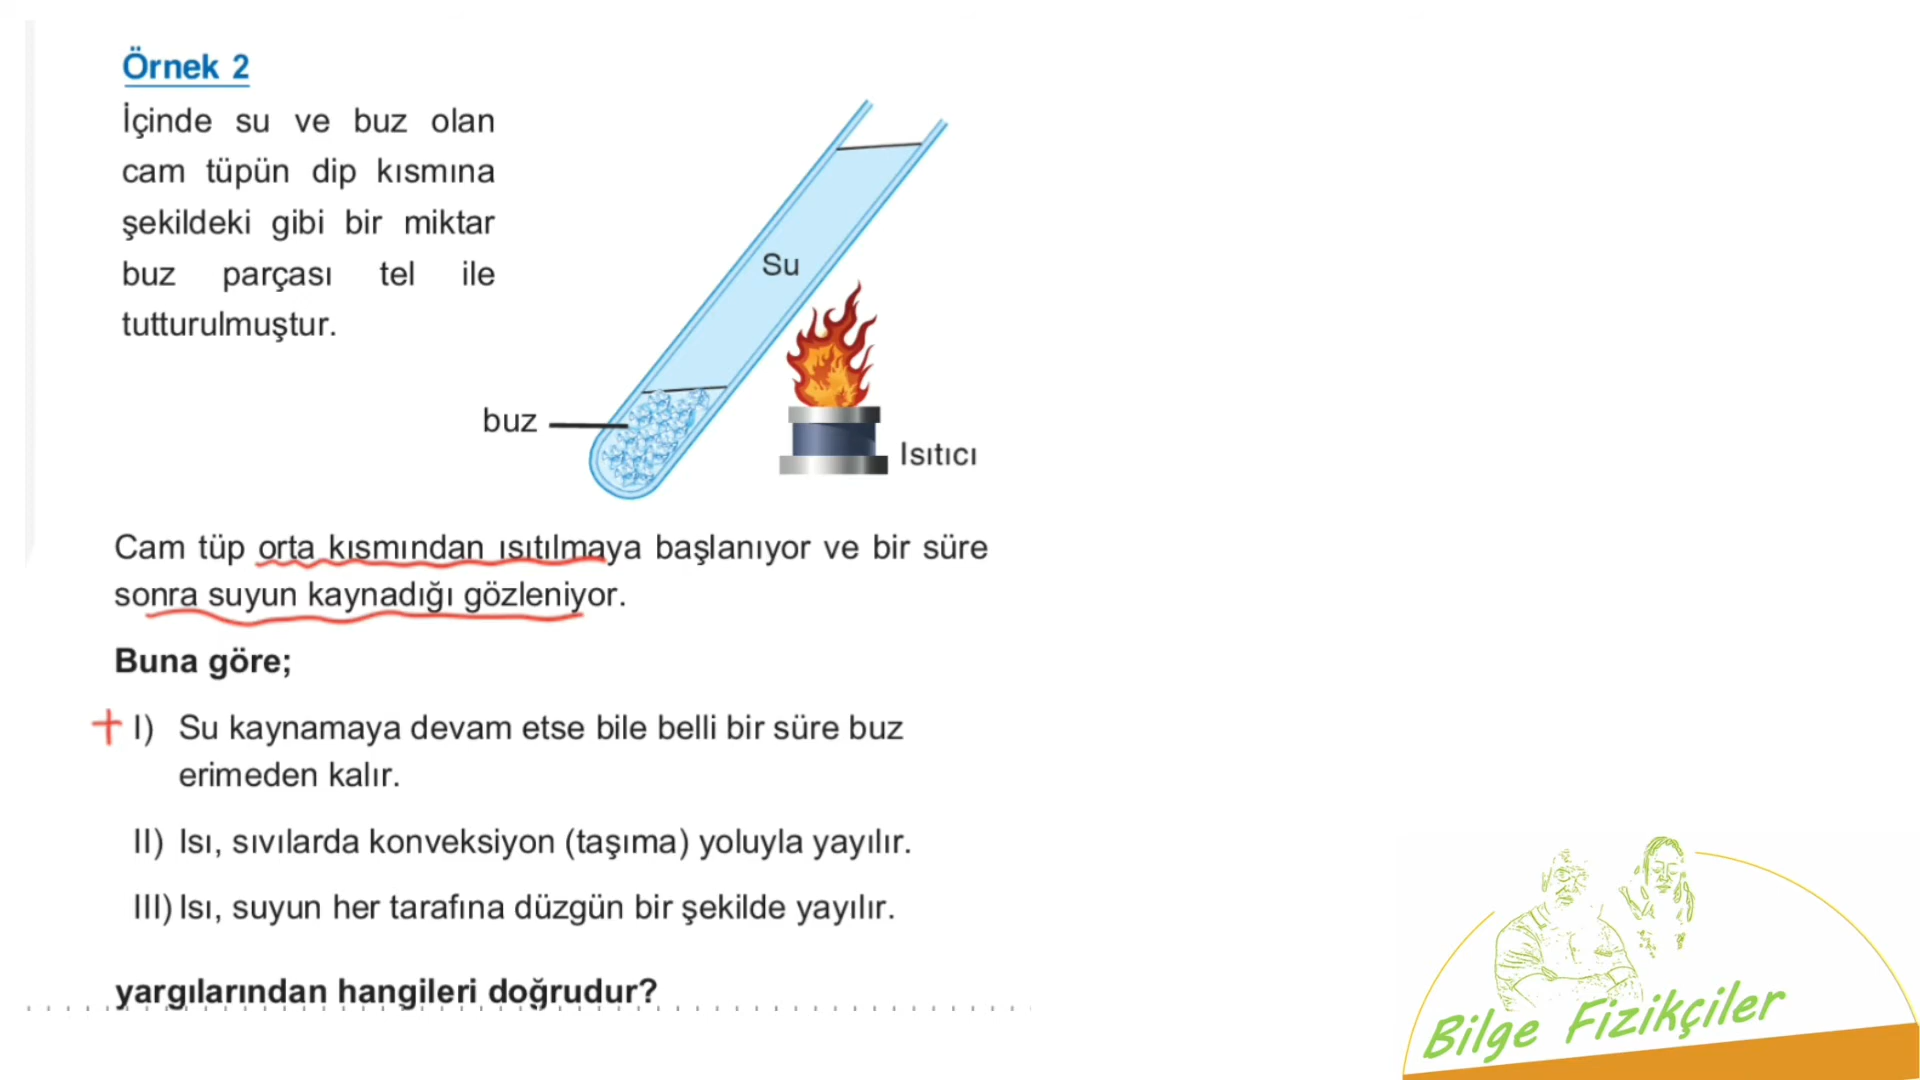 Örnek 2
İçinde su ve buz olan
cam tüpün dip kısmına
şekildeki gibi bir miktar
buz parçası tel ile
tutturulmuştur.
Su
buz
Isıtıcı
Cam tüp orta kısmından ısıtılmaya başlanıyor ve bir süre
sonra suyun kaynadığı gözleniyor.
Buna göre;
+ I) Su kaynamaya devam etse bile belli bir süre buz
erimeden kalır.
II) Isı, sıvılarda konveksiyon (taşıma) yoluyla yayılır.
III) Isı, suyun her tarafına düzgün bir şekilde yayılır.
yargılarından hangileri doğrudur?
Bilge Fizikçiler